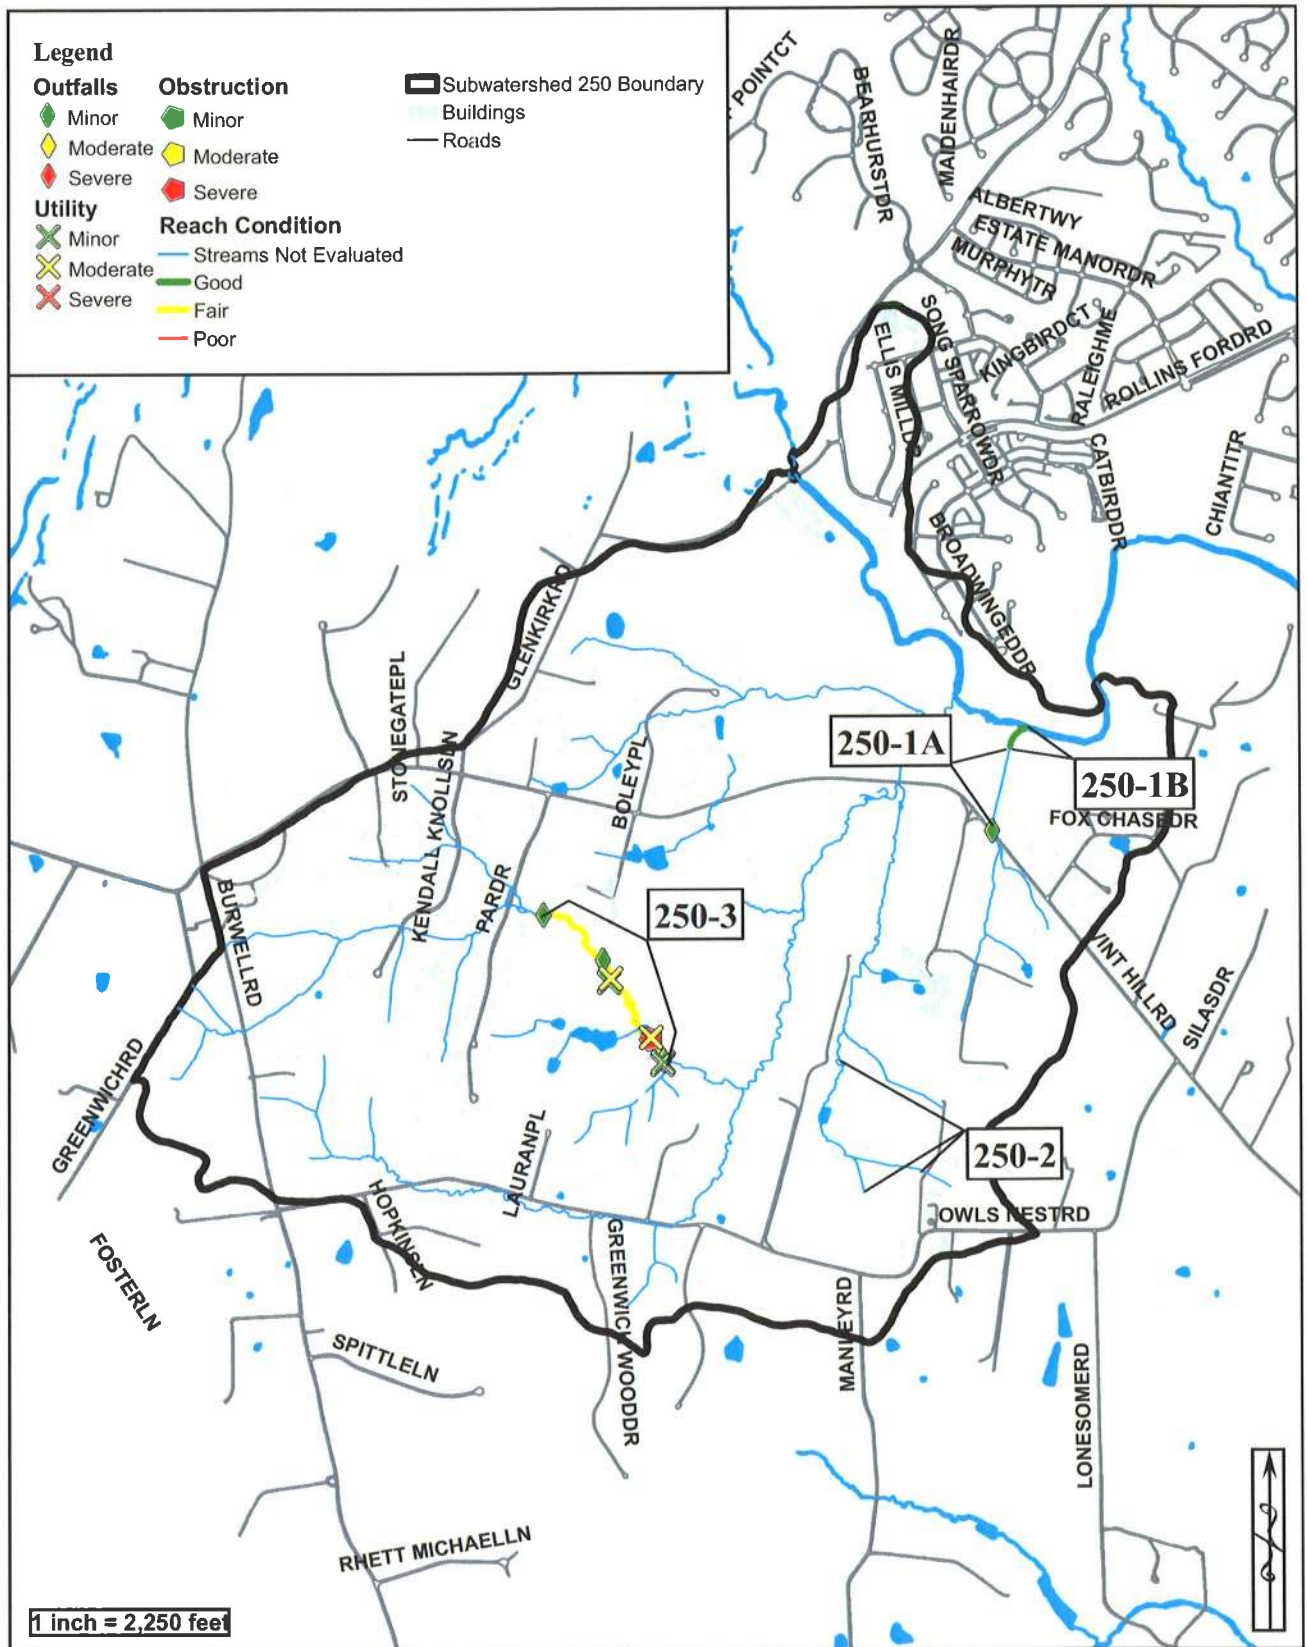 Legend
Outfalls
Minor
Moderate
Severe
Utility
Minor
Moderate
Severe
Obstruction
Minor
Moderate
Severe
Reach Condition
Streams Not Evaluated
Good
Fair
Poor
Subwatershed 250 Boundary
Buildings
Roads
POINTCT
BEARHURSTDR
MAIDENHAIRDR
ALBERTWY
ESTATE MANORDR
MURPHYTR
SONG SPARROWDR
KINGBIRDCT
RALEIGHME
ROLLINS FORDRD
ELLIS MILLDR
CATBIRDDR
CHIANTITR
BROADWINGEDDR
GLENKIRKRD
STONEGATEPL
KENDALL KNOLLSLN
BOLEYPL
PARDR
250-1A
250-1B
FOX CHASEDR
250-3
BURWELLRD
VINT HILLRD
SILASDR
GREENWICHRD
LAURANPL
250-2
OWLS NESTRD
HOPKINSLN
FOSTERLN
GREENWICH WOODDR
SPITTLELN
MANLEYRD
LONESOMERD
RHETT MICHAELLN
1 inch = 2,250 feet